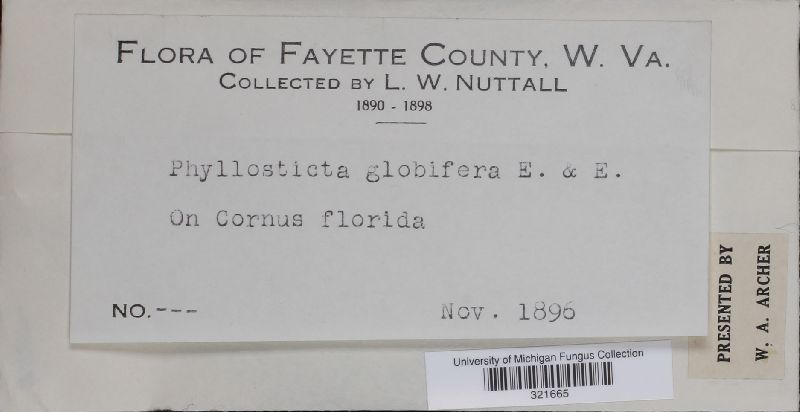 FLORA OF FAYETTE COUNTY, W. VA.
COLLECTED BY L. W. NUTTALL
1890 - 1898
Phyllosticta globifera E. & E.
On Cornus florida
NO.---
Nov. 1896
PRESENTED BY
W. A. ARCHER
University of Michigan Fungus Collection
321665